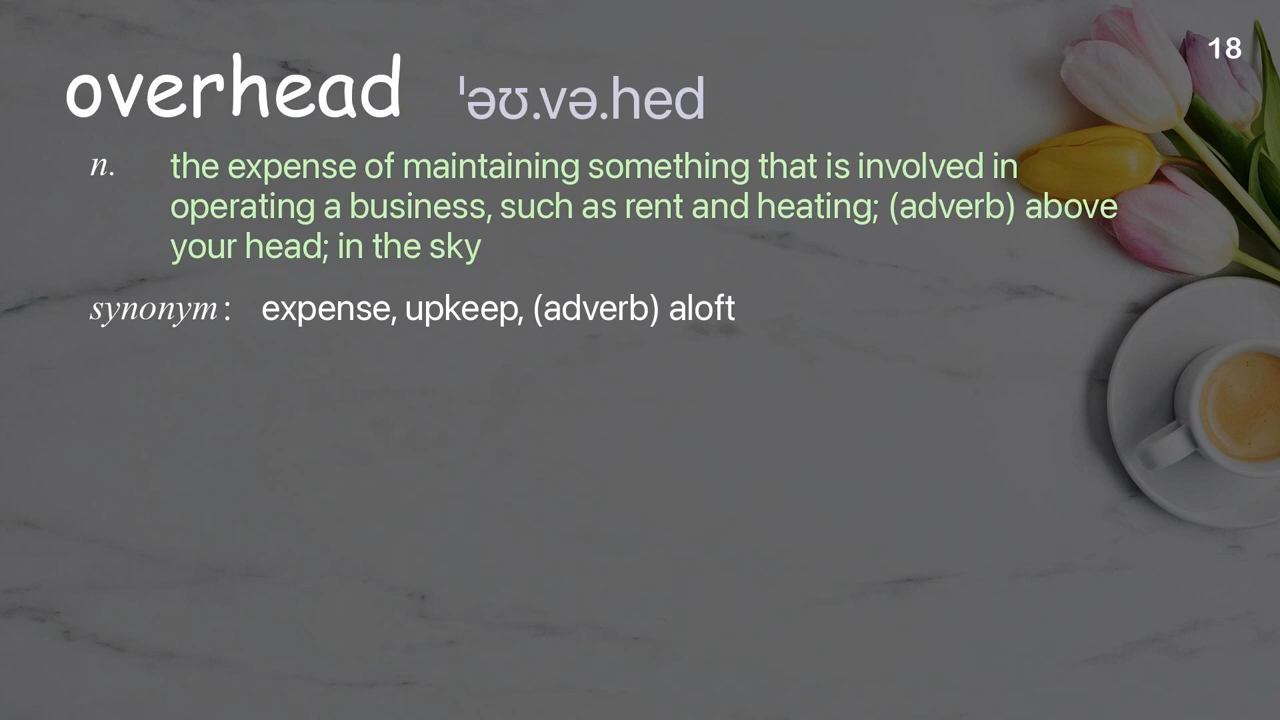 18
overhead ˈəʊ.və.hed
n. the expense of maintaining something that is involved in
operating a business, such as rent and heating; (adverb) above
your head; in the sky
synonym: expense, upkeep, (adverb) aloft